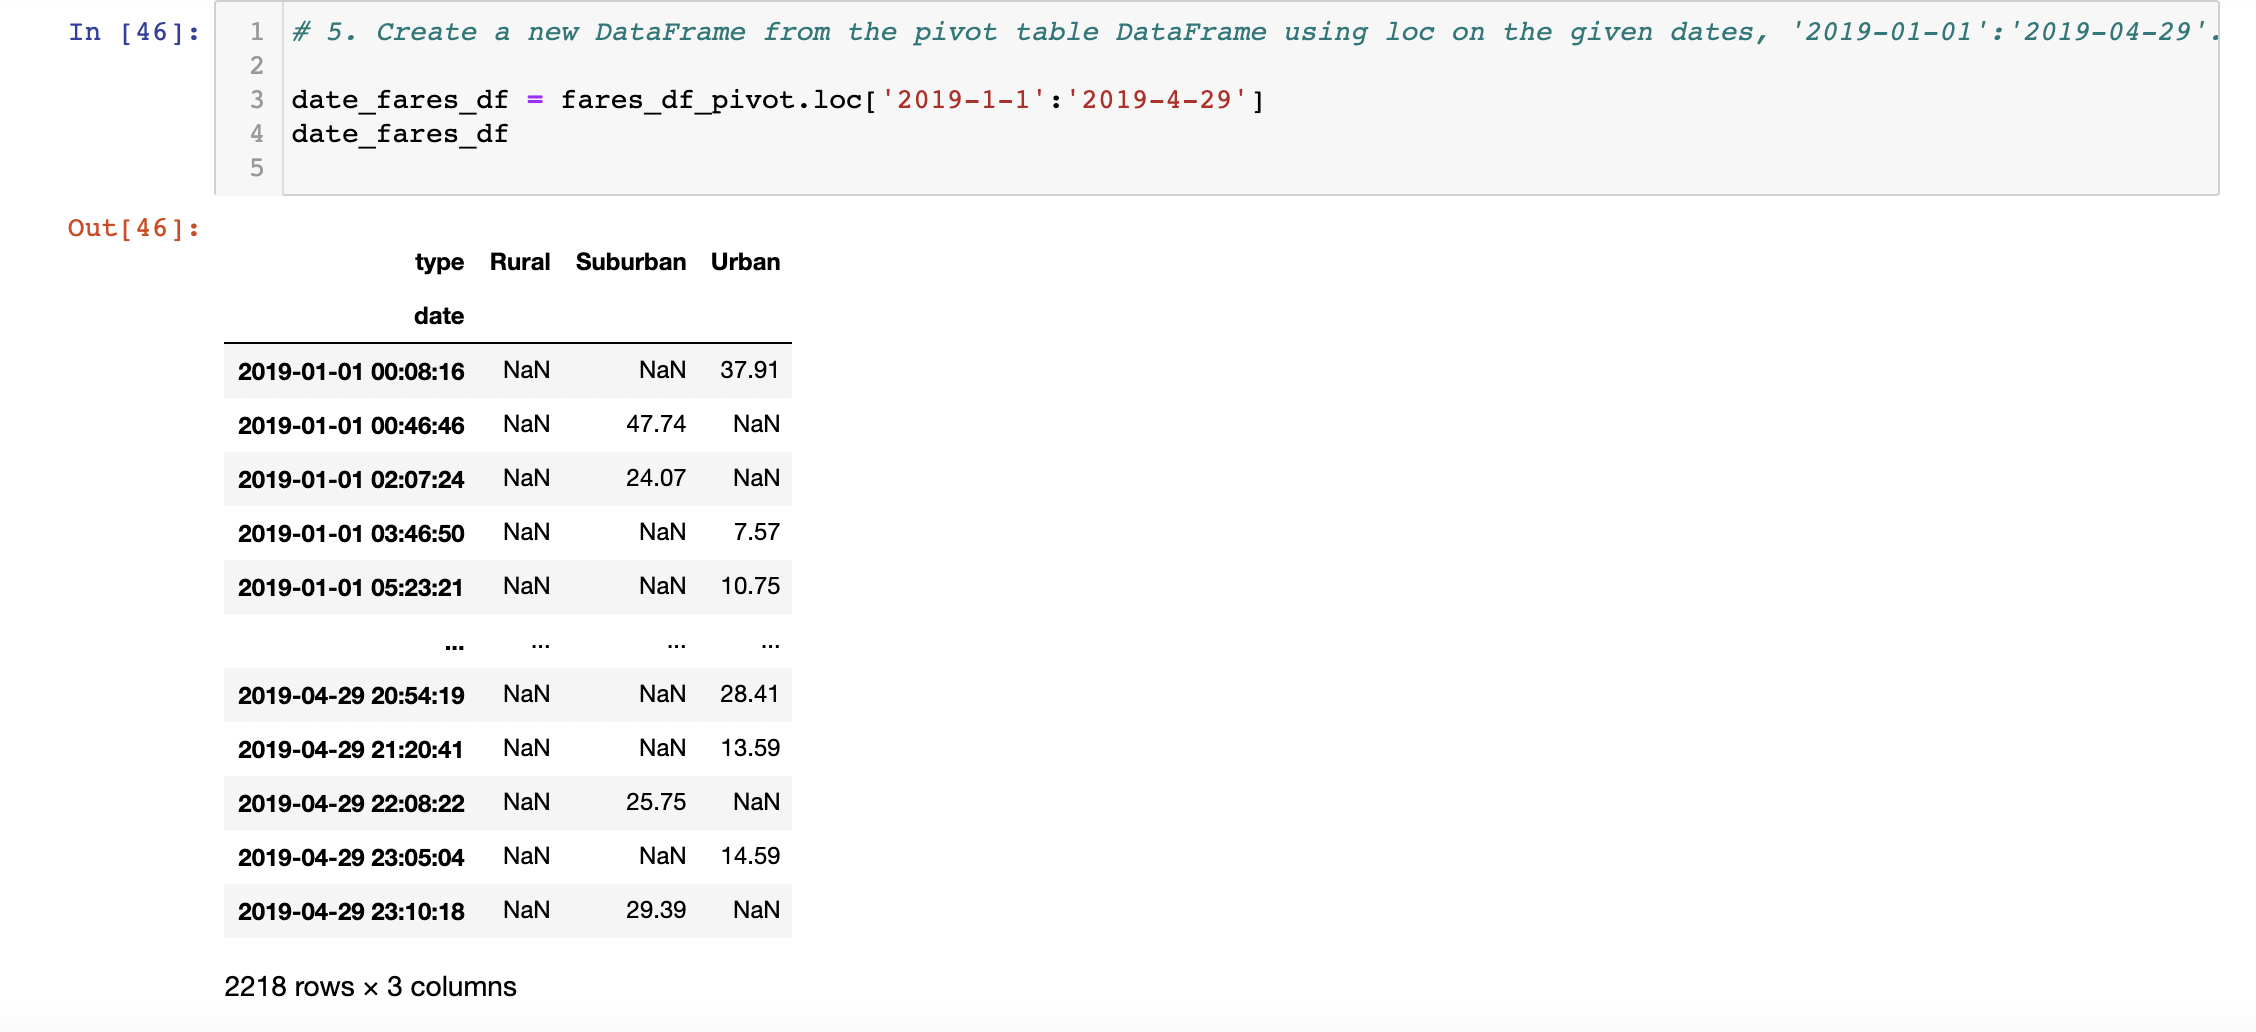 In [46]:
1 # 5. Create a new DataFrame from the pivot table DataFrame using loc on the given dates, '2019-01-01':'2019-04-29'.
2
3 date_fares_df = fares_df_pivot.loc['2019-1-1':'2019-4-29']
4 date_fares_df
5
Out[46]:
type Rural Suburban Urban
date
2019-01-01 00:08:16 NaN NaN 37.91
2019-01-01 00:46:46 NaN 47.74 NaN
2019-01-01 02:07:24 NaN 24.07 NaN
2019-01-01 03:46:50 NaN NaN 7.57
2019-01-01 05:23:21 NaN NaN 10.75
... ... ... ...
2019-04-29 20:54:19 NaN NaN 28.41
2019-04-29 21:20:41 NaN NaN 13.59
2019-04-29 22:08:22 NaN 25.75 NaN
2019-04-29 23:05:04 NaN NaN 14.59
2019-04-29 23:10:18 NaN 29.39 NaN
2218 rows × 3 columns